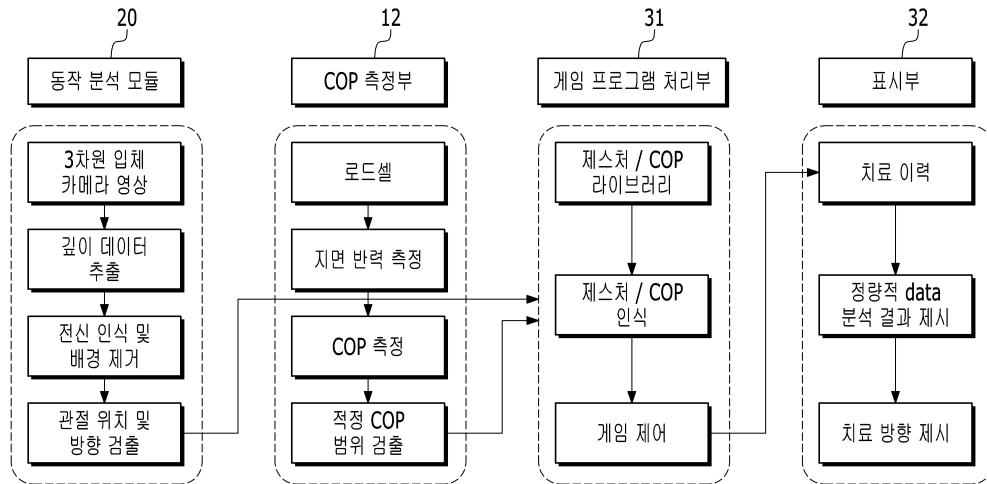 20
12
31
32
동작 분석 모듈
COP 측정부
게임 프로그램 처리부
표시부
3차원 입체
카메라 영상
깊이 데이터
추출
전신 인식 및
배경 제거
관절 위치 및
방향 검출
로드셀
지면 반력 측정
COP 측정
적정 COP
범위 검출
제스처 / COP
라이브러리
제스처 / COP
인식
게임 제어
치료 이력
정량적 data
분석 결과 제시
치료 방향 제시